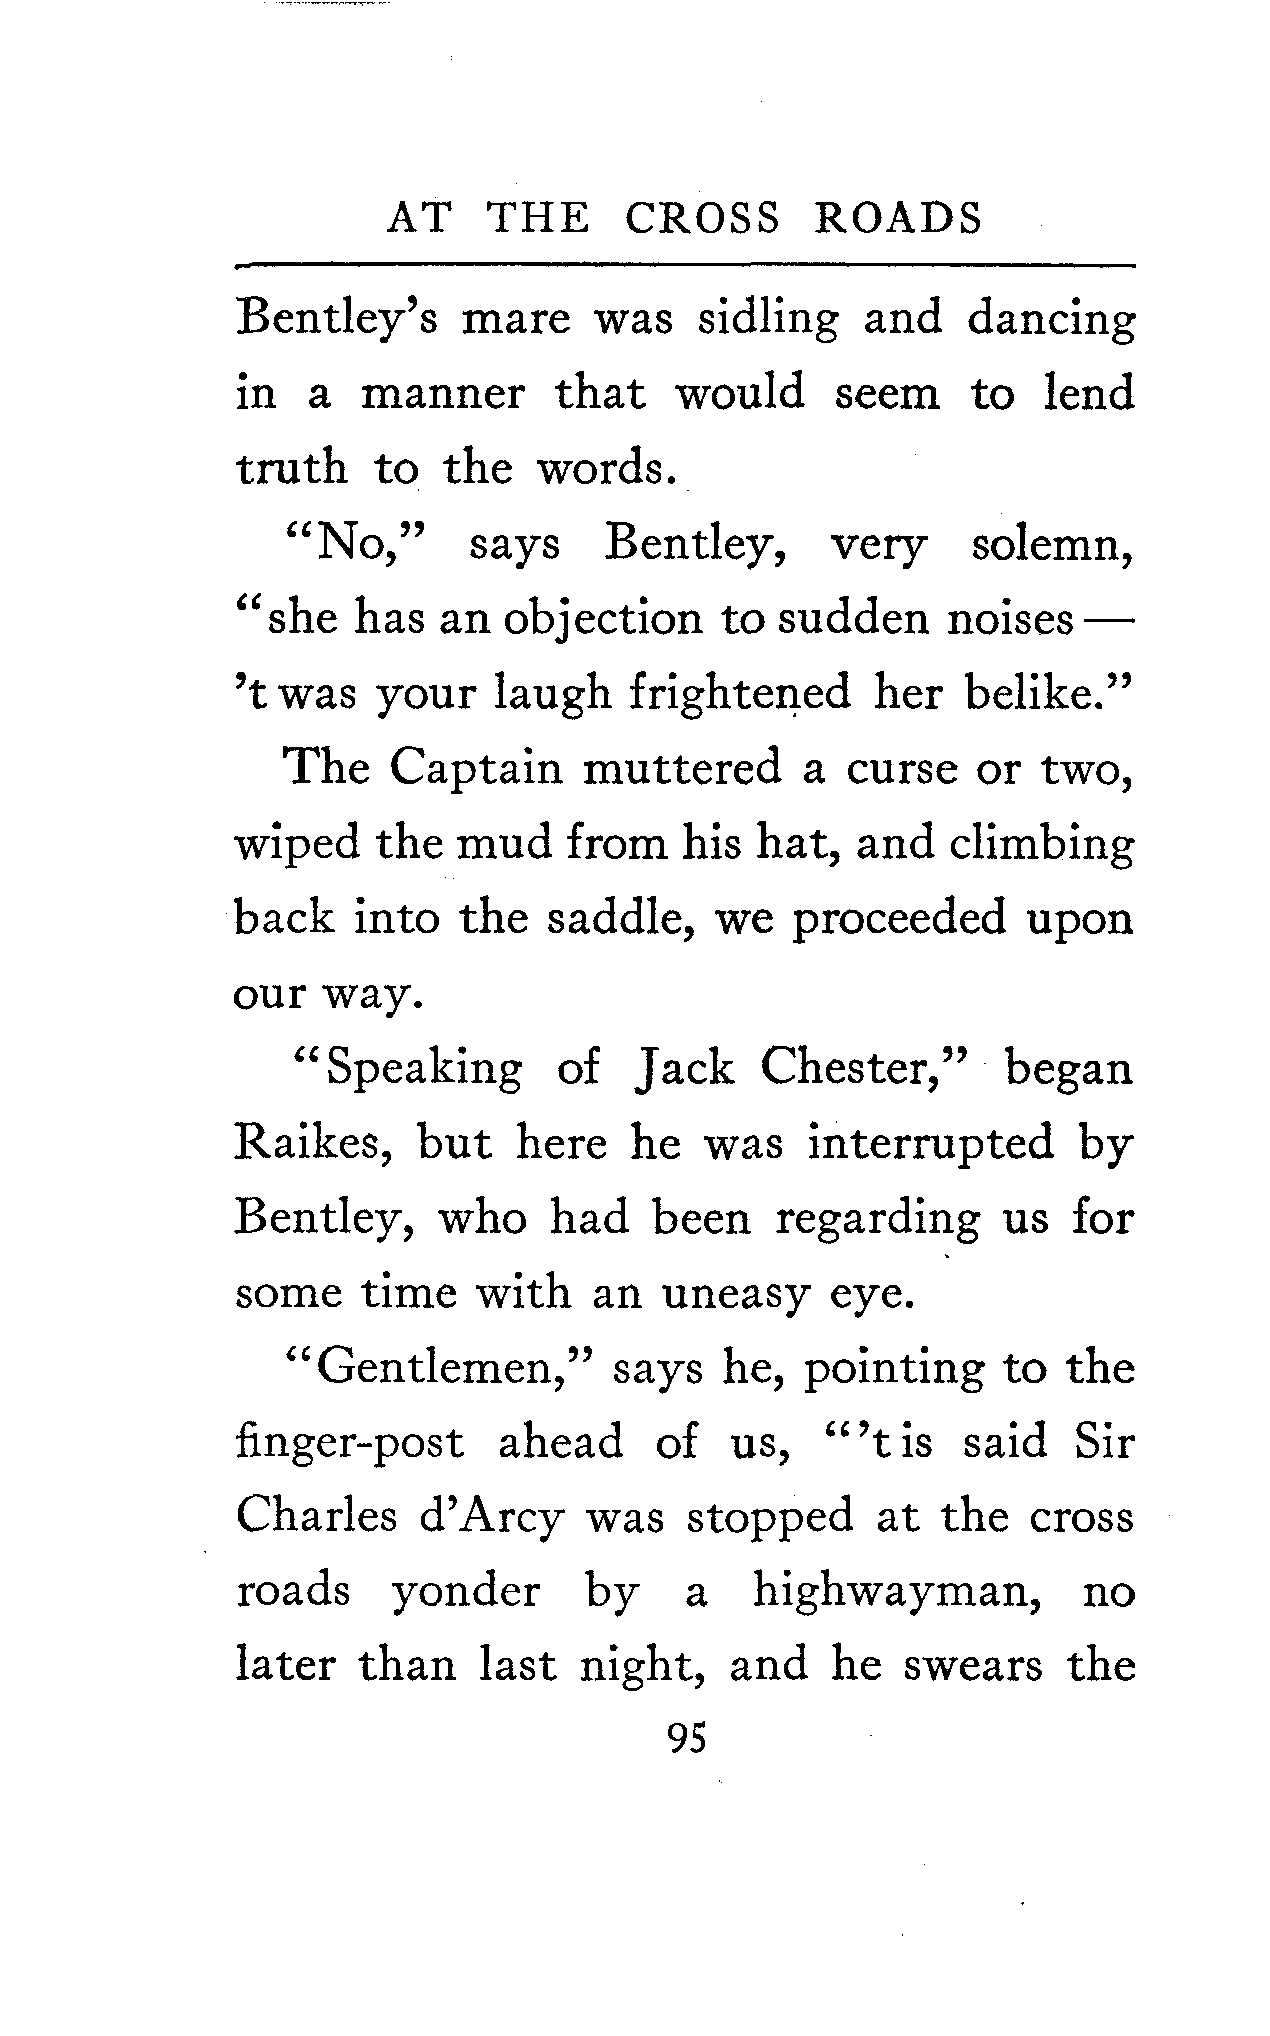 AT THE CROSS ROADS
Bentley's mare was sidling and dancing
in a manner that would seem to lend
truth to the words.
"No," says Bentley, very solemn,
"she has an objection to sudden noises —
't was your laugh frightened her belike."
The Captain muttered a curse or two,
wiped the mud from his hat, and climbing
back into the saddle, we proceeded upon
our way.
"Speaking of Jack Chester," began
Raikes, but here he was interrupted by
Bentley, who had been regarding us for
some time with an uneasy eye.
"Gentlemen," says he, pointing to the
finger-post ahead of us, "'t is said Sir
Charles d'Arcy was stopped at the cross
roads yonder by a highwayman, no
later than last night, and he swears the
95